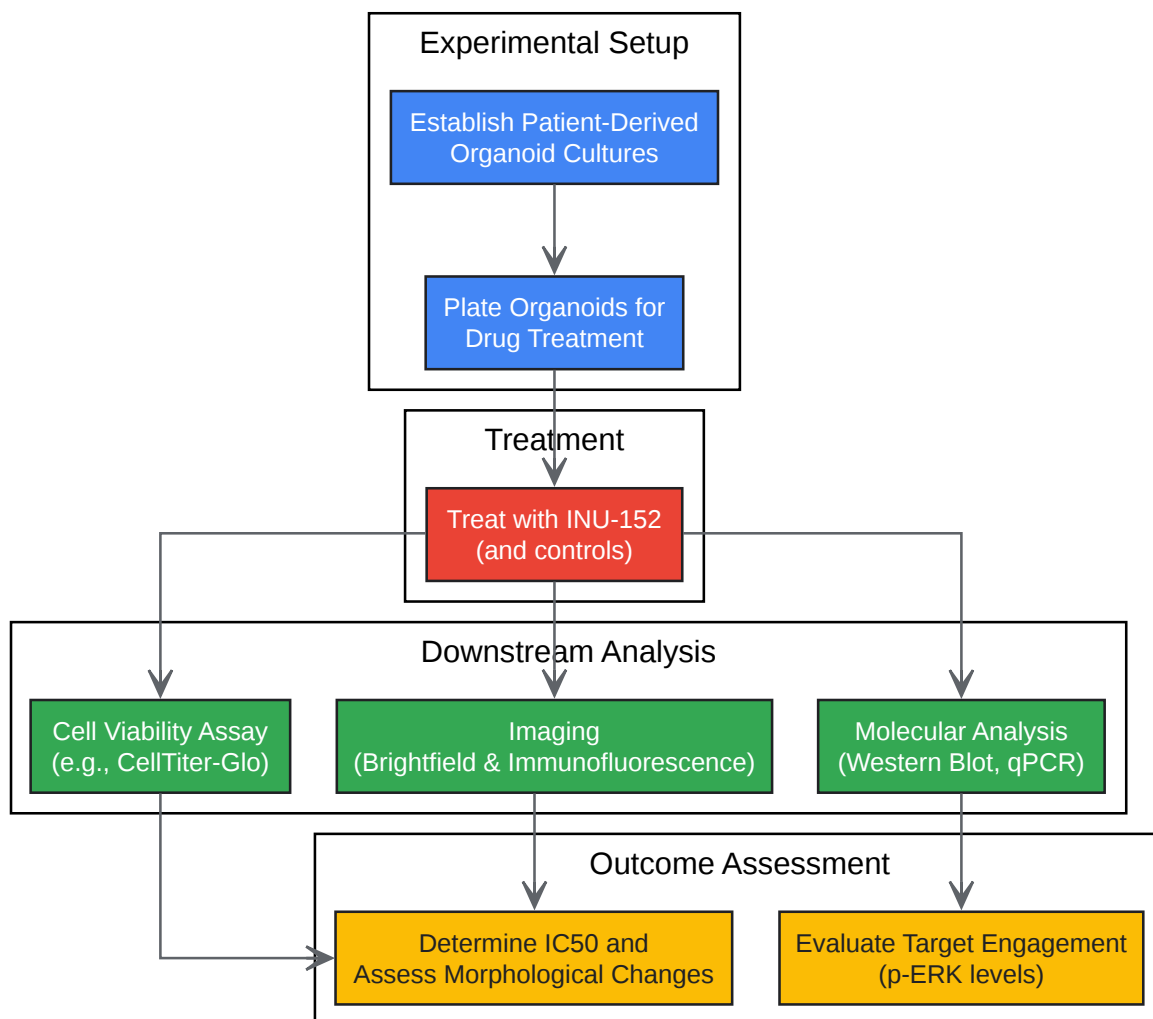 Experimental Setup
Establish Patient-Derived
Organoid Cultures
Plate Organoids for
Drug Treatment
Treatment
Treat with INU-152
(and controls)
Downstream Analysis
Cell Viability Assay
(e.g., CellTiter-Glo)
Imaging
(Brightfield & Immunofluorescence)
Molecular Analysis
(Western Blot, qPCR)
Outcome Assessment
Determine IC50 and
Assess Morphological Changes
Evaluate Target Engagement
(p-ERK levels)